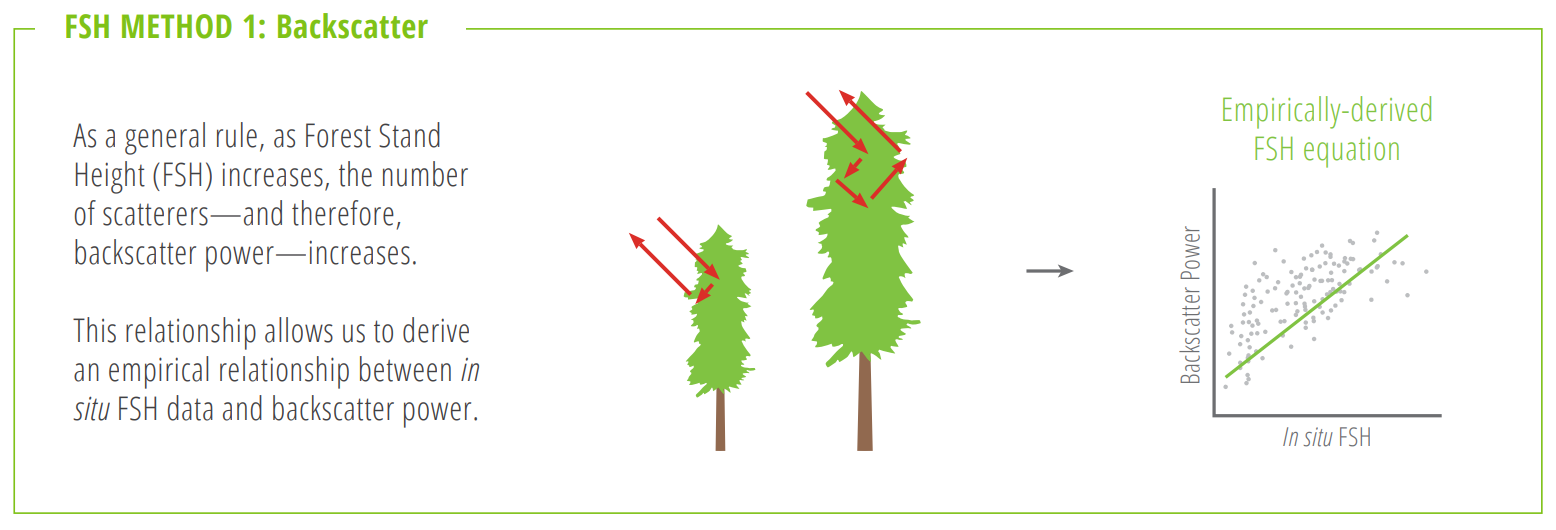 FSH METHOD 1: Backscatter
As a general rule, as Forest Stand
Height (FSH) increases, the number
of scatterers—and therefore,
backscatter power—increases.
This relationship allows us to derive
an empirical relationship between in
situ FSH data and backscatter power.
Empirically-derived
FSH equation
Backscatter Power
In situ FSH